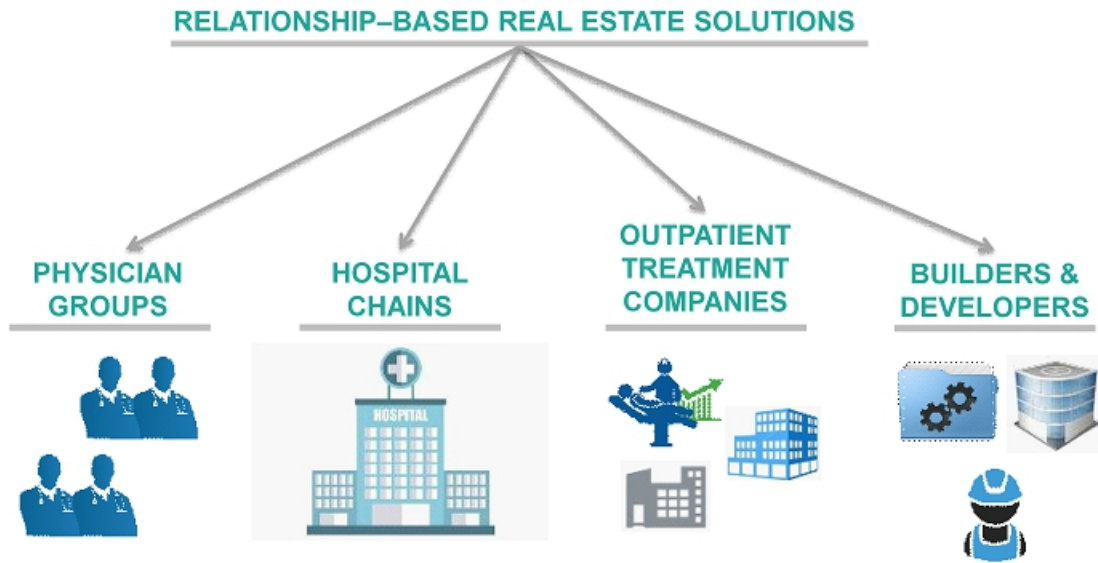 RELATIONSHIP–BASED REAL ESTATE SOLUTIONS
PHYSICIAN
GROUPS
HOSPITAL
CHAINS
HOSPITAL
OUTPATIENT
TREATMENT
COMPANIES
BUILDERS &
DEVELOPERS